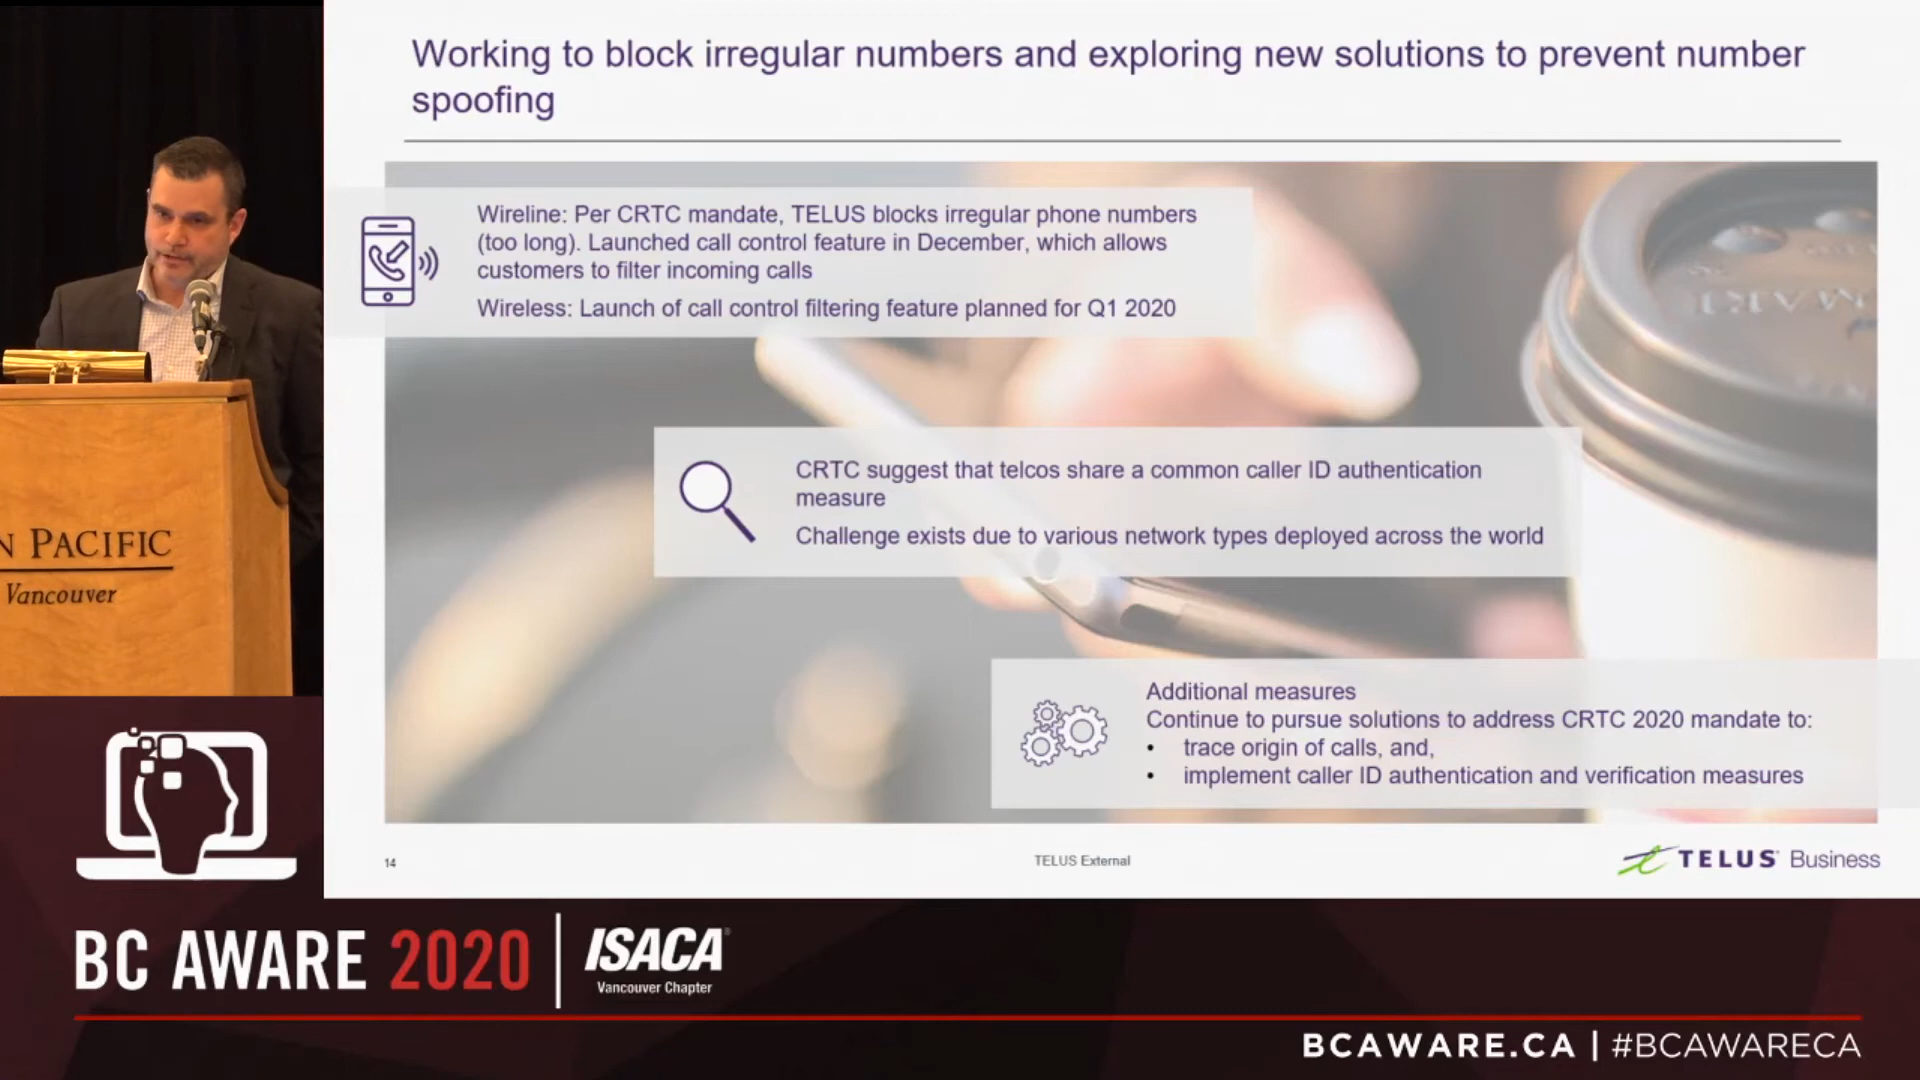 Working to block irregular numbers and exploring new solutions to prevent number
spoofing
Wireline: Per CRTC mandate, TELUS blocks irregular phone numbers
(too long). Launched call control feature in December, which allows
customers to filter incoming calls
Wireless: Launch of call control filtering feature planned for Q1 2020
CRTC suggest that telcos share a common caller ID authentication
measure
Challenge exists due to various network types deployed across the world
Additional measures
Continue to pursue solutions to address CRTC 2020 mandate to:
• trace origin of calls, and,
• implement caller ID authentication and verification measures
14
TELUS External
TELUS Business
N PACIFIC
Vancouver
BC AWARE 2020
ISACA®
Vancouver Chapter
BCAWARE.CA | #BCAWARECA